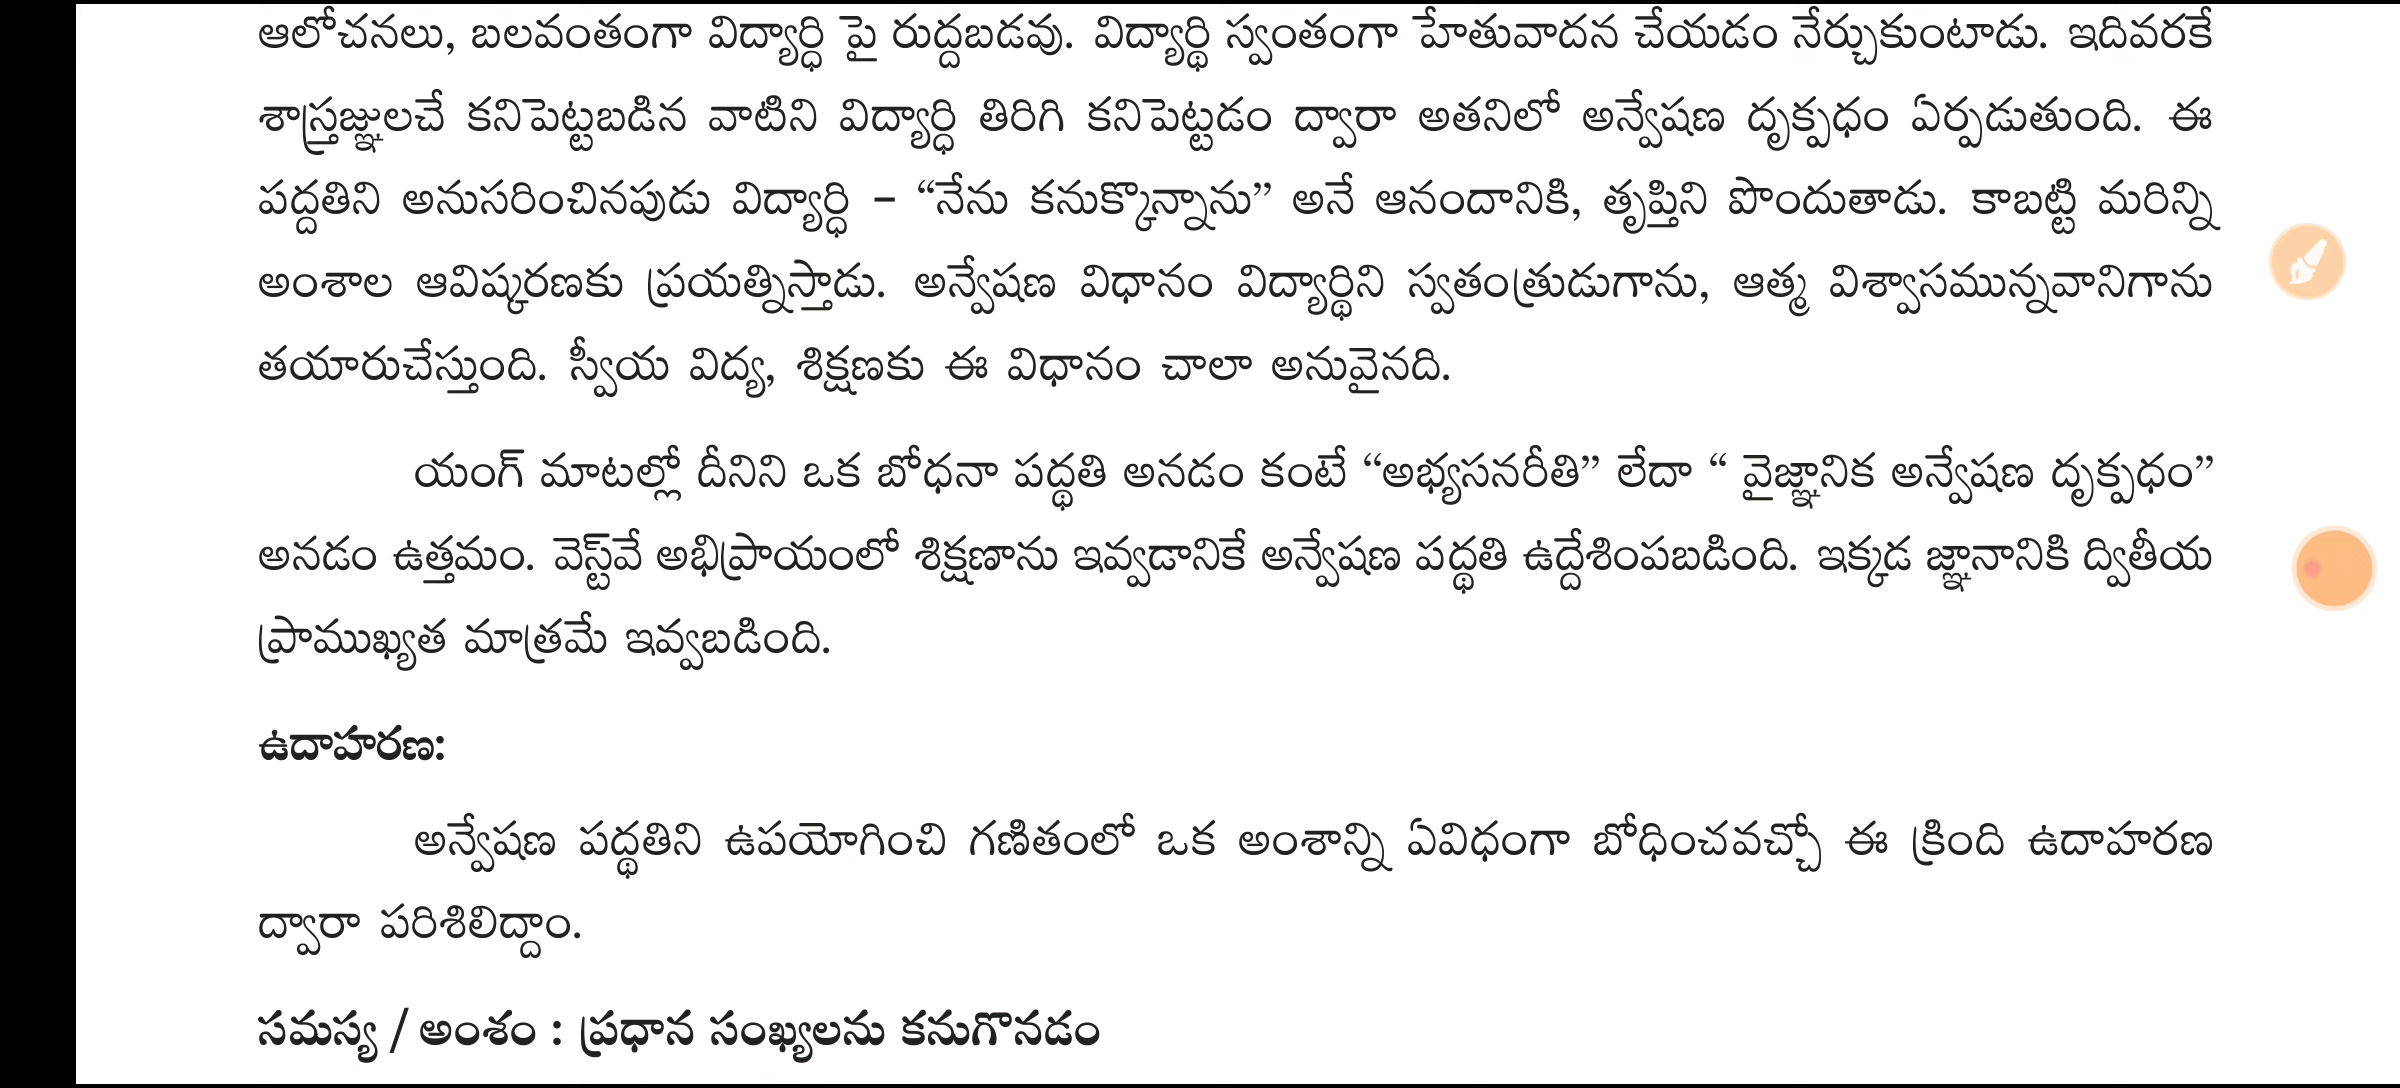 ఆలోచనలు, బలవంతంగా విద్యార్ధి పై రుద్దబడవు. విద్యార్థి స్వంతంగా హేతువాదన చేయడం నేర్చుకుంటాడు. ఇదివరకే
శాస్త్రజ్ఞులచే కనిపెట్టబడిన వాటిని విద్యార్ధి తిరిగి కనిపెట్టడం ద్వారా అతనిలో అన్వేషణ దృక్పధం ఏర్పడుతుంది. ఈ
పద్దతిని అనుసరించినపుడు విద్యార్ధి – “నేను కనుక్కొన్నాను” అనే ఆనందానికి, తృప్తిని పొందుతాడు. కాబట్టి మరిన్ని
అంశాల ఆవిష్కరణకు ప్రయత్నిస్తాడు. అన్వేషణ విధానం విద్యార్థిని స్వతంత్రుడుగాను, ఆత్మ విశ్వాసమున్నవానిగాను
తయారుచేస్తుంది. స్వీయ విద్య, శిక్షణకు ఈ విధానం చాలా అనువైనది.
యంగ్ మాటల్లో దీనిని ఒక బోధనా పద్ధతి అనడం కంటే “అభ్యసనరీతి” లేదా “ వైజ్ఞానిక అన్వేషణ దృక్పధం”
అనడం ఉత్తమం. వెస్ట్‌వే అభిప్రాయంలో శిక్షణాను ఇవ్వడానికే అన్వేషణ పద్ధతి ఉద్దేశింపబడింది. ఇక్కడ జ్ఞానానికి ద్వితీయ
ప్రాముఖ్యత మాత్రమే ఇవ్వబడింది.
ఉదాహరణ:
అన్వేషణ పద్ధతిని ఉపయోగించి గణితంలో ఒక అంశాన్ని ఏవిధంగా బోధించవచ్చో ఈ క్రింది ఉదాహరణ
ద్వారా పరిశిలిద్దాం.
సమస్య / అంశం : ప్రధాన సంఖ్యలను కనుగొనడం